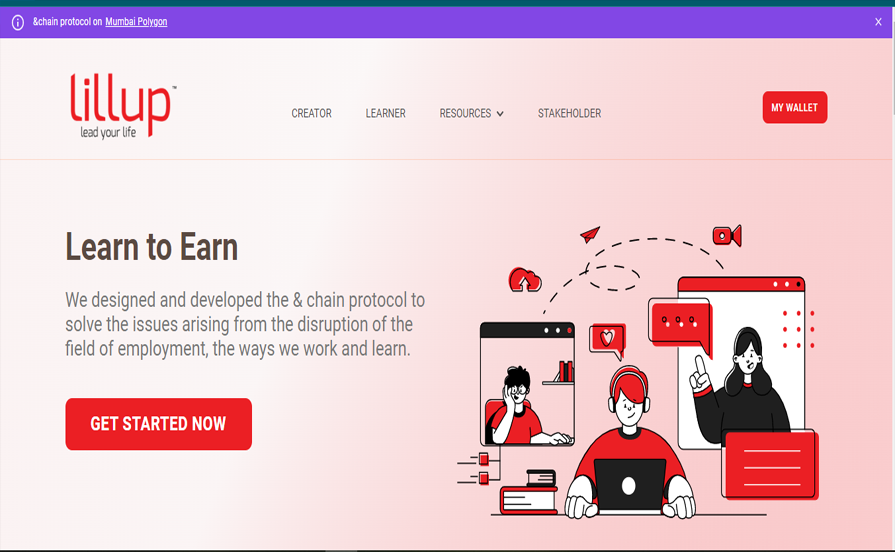 &chain protocol on Mumbai Polygon
X
lillup™
lead your life
CREATOR
LEARNER
RESOURCES
STAKEHOLDER
MY WALLET
Learn to Earn
We designed and developed the & chain protocol to
solve the issues arising from the disruption of the
field of employment, the ways we work and learn.
GET STARTED NOW